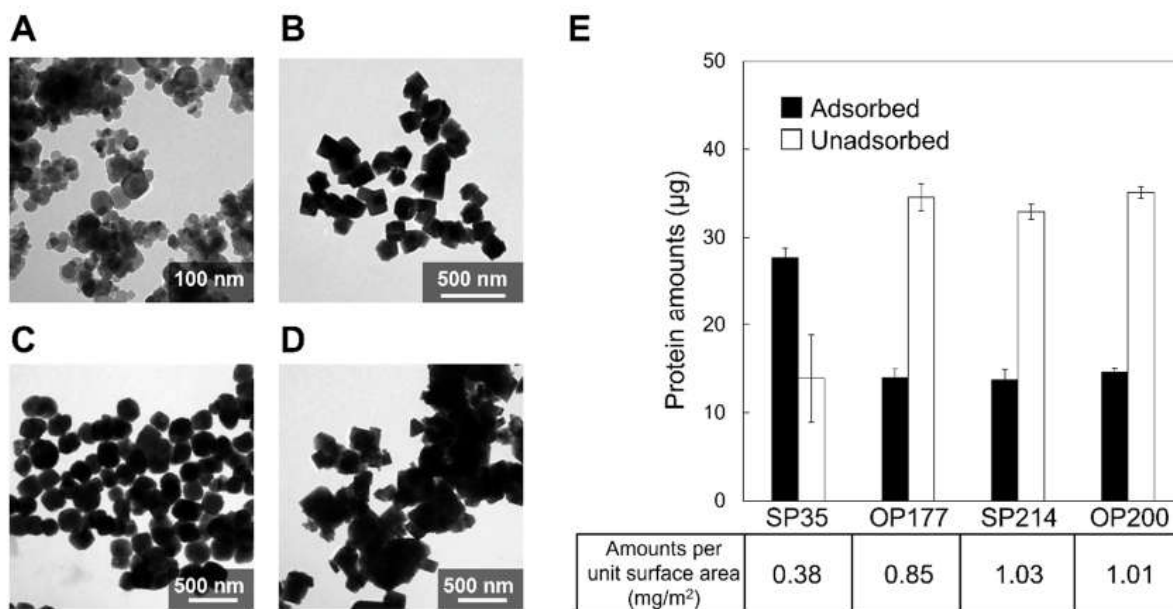 A
B
100 nm
500 nm
C
D
500 nm
500 nm
E
50
40
30
20
10
0
Protein amounts (µg)
Adsorbed
Unadsorbed
SP35 OP177 SP214 OP200
Amounts per
unit surface area
(mg/m²)
0.38 0.85 1.03 1.01